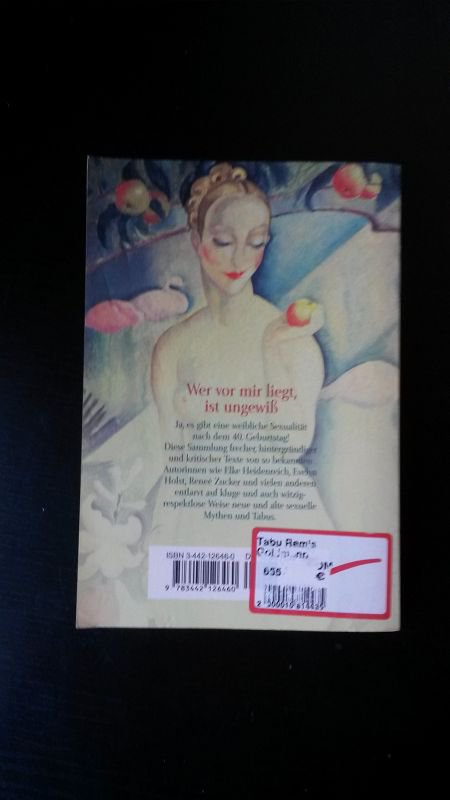 Wer vor mir liegt,
ist ungewiß
Ja, es gibt eine weibliche Sexualität
nach dem 40. Geburtstag!
Diese Sammlung frecher, hintergründiger
und kritischer Texte von so bekannten
Autorinnen wie Elke Heidenreich, Evelyn
Holst, Renee Zucker und vielen anderen
entlarvt auf kluge und auch witzig-
respektlose Weise neue und alte sexuelle
Mythen und Tabus.
ISBN 3-442-12646-0 D
9 783442 126460
Tabu Rem's
655 DM
€